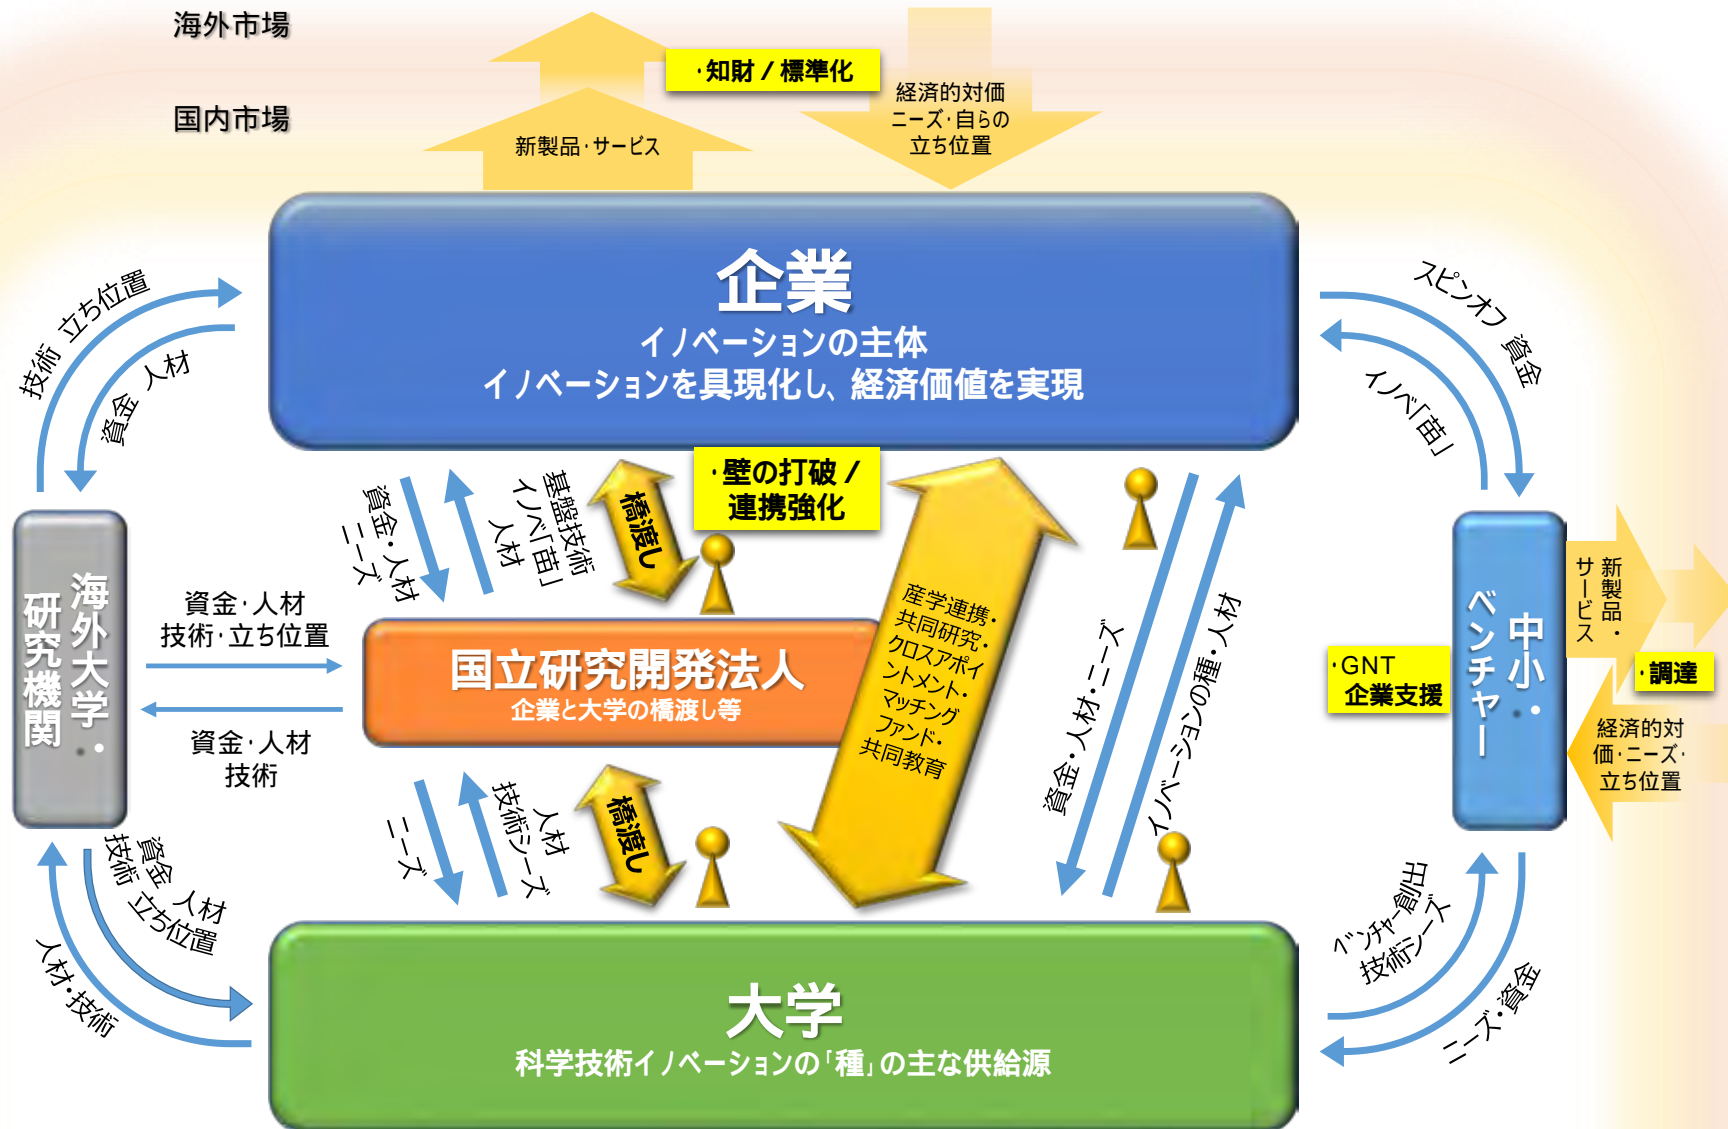 海外市場
国内市場
・知財 / 標準化
新製品・サービス
経済的対価
ニーズ・自らの
立ち位置
企業
イノベーションの主体
イノベーションを具現化し、経済価値を実現
技術 立ち位置
資金 人材
スピンオフ 資金
イノベ「苗」
・壁の打破 /
連携強化
資金・人材
ニーズ
基盤技術
イノベ「苗」
人材
橋渡し
海外大学・
研究機関
資金・人材
技術・立ち位置
資金・人材
技術
国立研究開発法人
企業と大学の橋渡し等
産学連携・
共同研究・
クロスアポイ
ントメント・
マッチング
ファンド・
共同教育
資金・人材・ニーズ
イノベーションの種・人材
・GNT
企業支援
中小・
ベンチャー
新製品・
サービス
・調達
経済的対
価・ニーズ・
立ち位置
ニーズ
人材
技術シーズ
橋渡し
資金 人材
技術 立ち位置
人材・技術
ベンチャー創出
技術シーズ
ニーズ・資金
大学
科学技術イノベーションの「種」の主な供給源